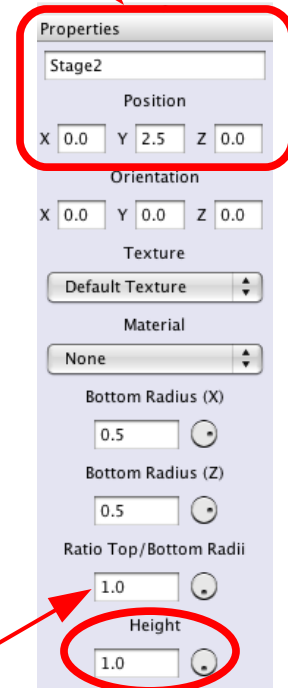 Properties
Stage2
Position
X 0.0 Y 2.5 Z 0.0
Orientation
X 0.0 Y 0.0 Z 0.0
Texture
Default Texture
Material
None
Bottom Radius (X)
0.5
Bottom Radius (Z)
0.5
Ratio Top/Bottom Radii
1.0
Height
1.0